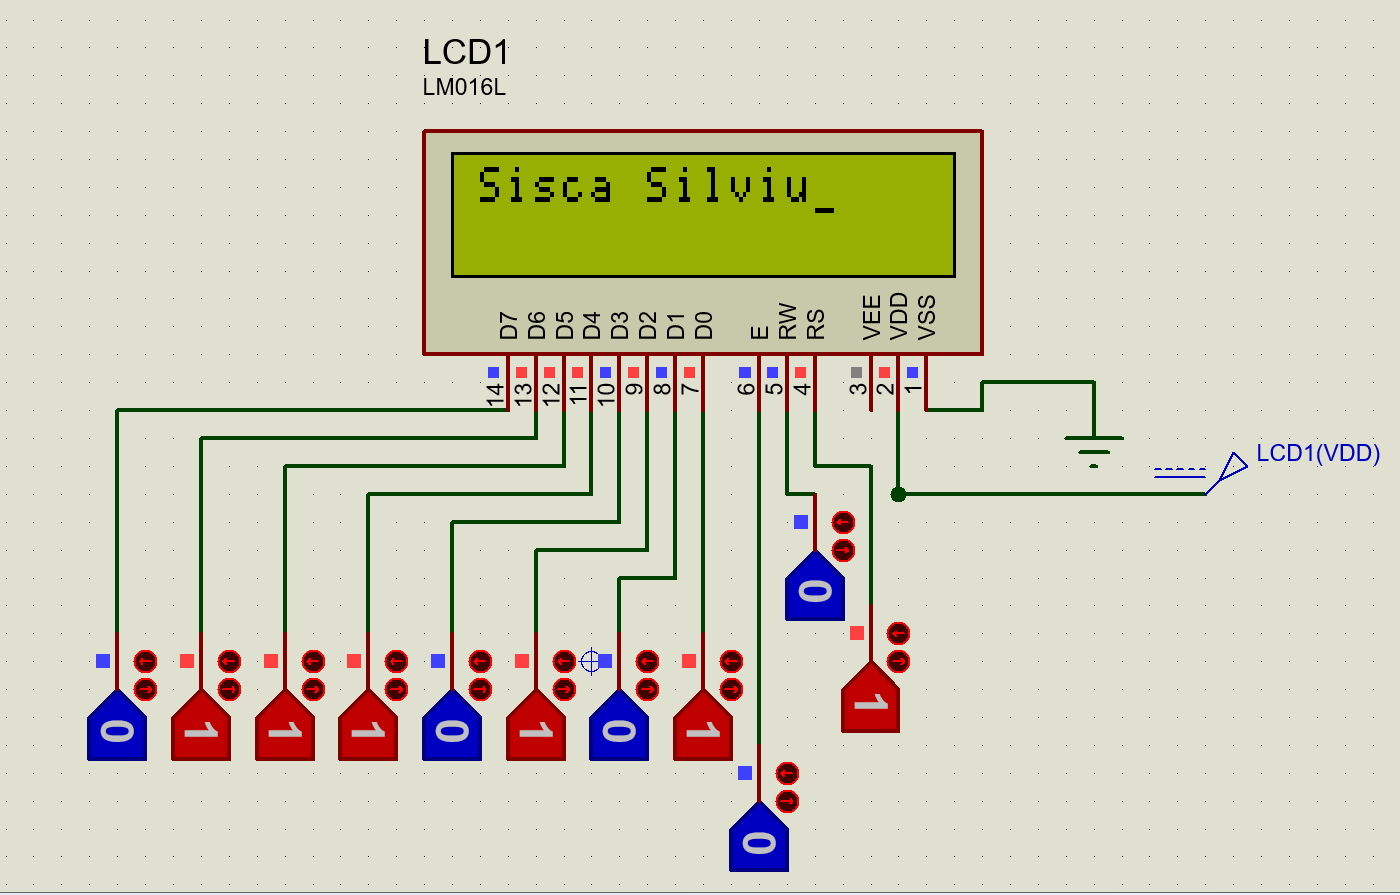 LCD1
LM016L
Sisca Silviu_
D7 D6 D5 D4 D3 D2 D1 D0 E RW RS VEE VDD VSS
14 13 12 11 10 9 8 7 6 5 4 3 2 1
LCD1(VDD)
0
1
0 1 1 1 0 1 0 1
0